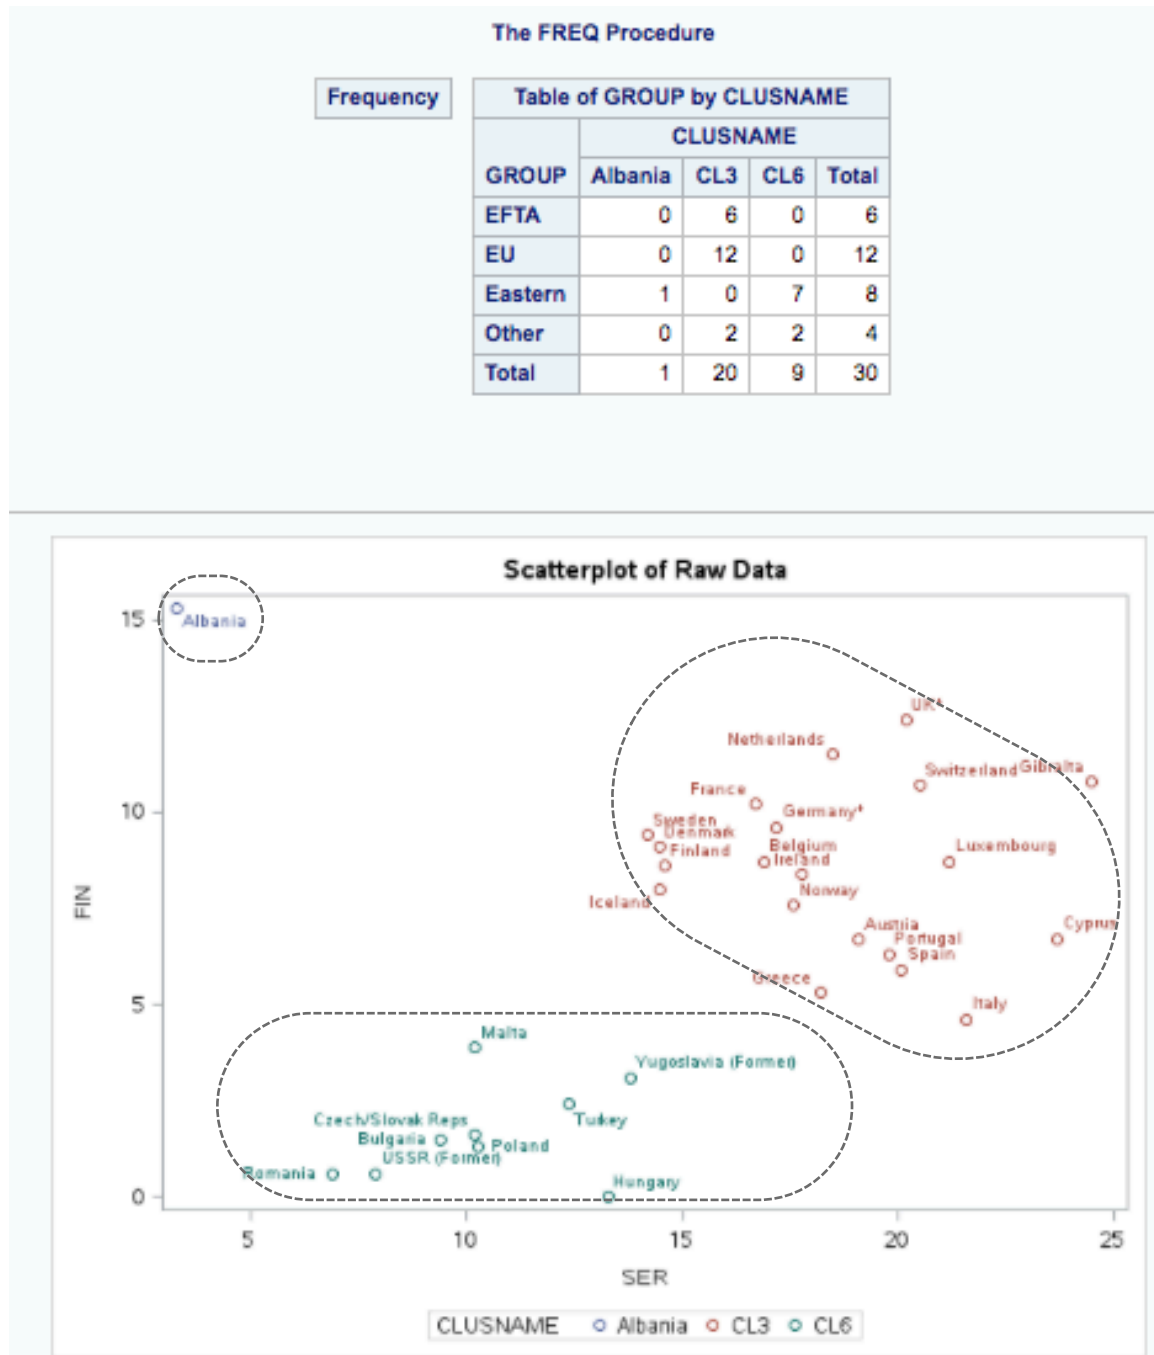 The FREQ Procedure
Frequency
Table of GROUP by CLUSNAME
CLUSNAME
GROUP Albania CL3 CL6 Total
EFTA 0 6 0 6
EU 0 12 0 12
Eastern 1 0 7 8
Other 0 2 2 4
Total 1 20 9 30
Scatterplot of Raw Data
15
Albania
UK*
Netherlands
Switzerland Gibralta
France
Germany*
10
Sweden
Denmark
Belgium Luxembourg
Finland Ireland
Norway
Iceland
FIN
Austria Cyprus
Portugal
Spain
Greece
5
Italy
Malta
Yugoslavia (Former)
Czech/Slovak Reps Turkey
Bulgaria Poland
USSR (Former)
Romania
Hungary
0
5 10 15 20 25
SER
CLUSNAME Albania CL3 CL6